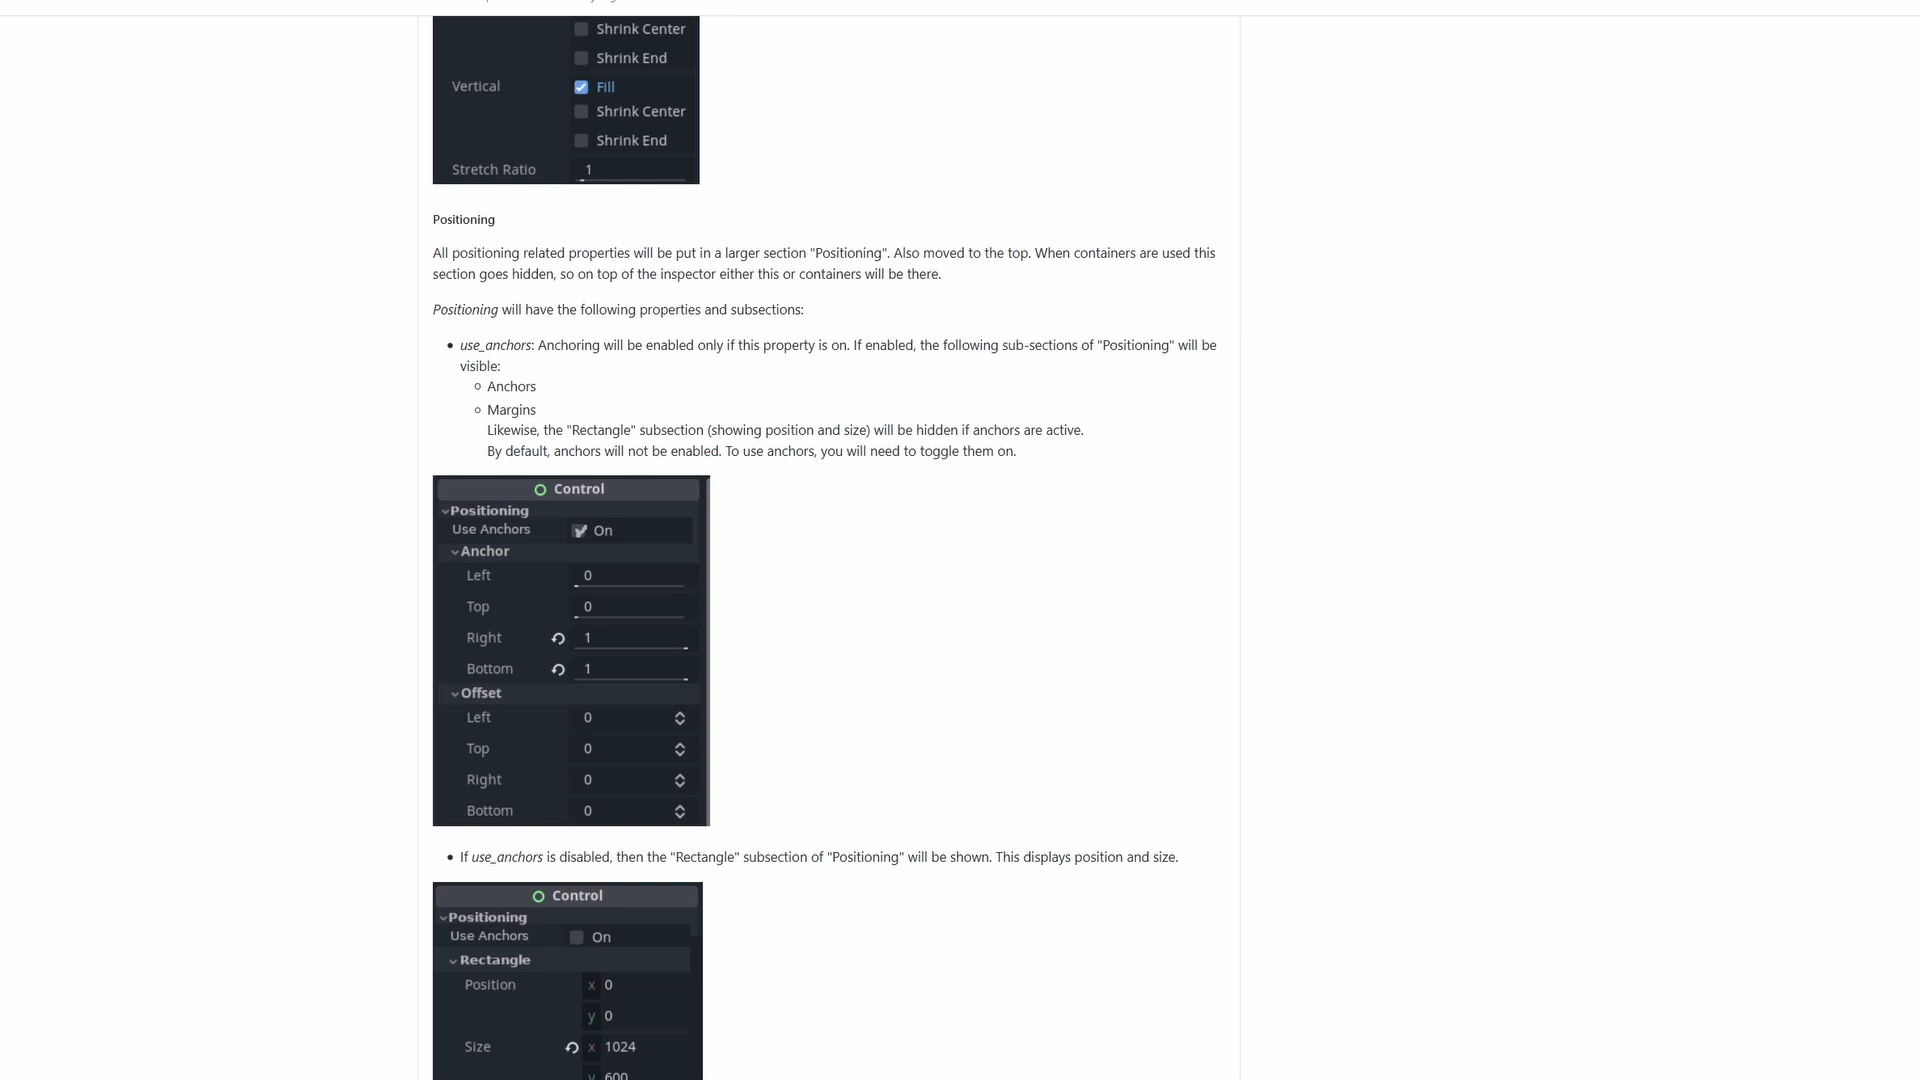 Shrink Center
Shrink End
Vertical
Fill
Shrink Center
Shrink End
Stretch Ratio
1
Positioning
All positioning related properties will be put in a larger section "Positioning". Also moved to the top. When containers are used this
section goes hidden, so on top of the inspector either this or containers will be there.
Positioning will have the following properties and subsections:
• use_anchors: Anchoring will be enabled only if this property is on. If enabled, the following sub-sections of "Positioning" will be
visible:
○ Anchors
○ Margins
Likewise, the "Rectangle" subsection (showing position and size) will be hidden if anchors are active.
By default, anchors will not be enabled. To use anchors, you will need to toggle them on.
Control
Positioning
Use Anchors On
Anchor
Left 0
Top 0
Right 1
Bottom 1
Offset
Left 0
Top 0
Right 0
Bottom 0
• If use_anchors is disabled, then the "Rectangle" subsection of "Positioning" will be shown. This displays position and size.
Control
Positioning
Use Anchors On
Rectangle
Position x 0
y 0
Size x 1024
y 600